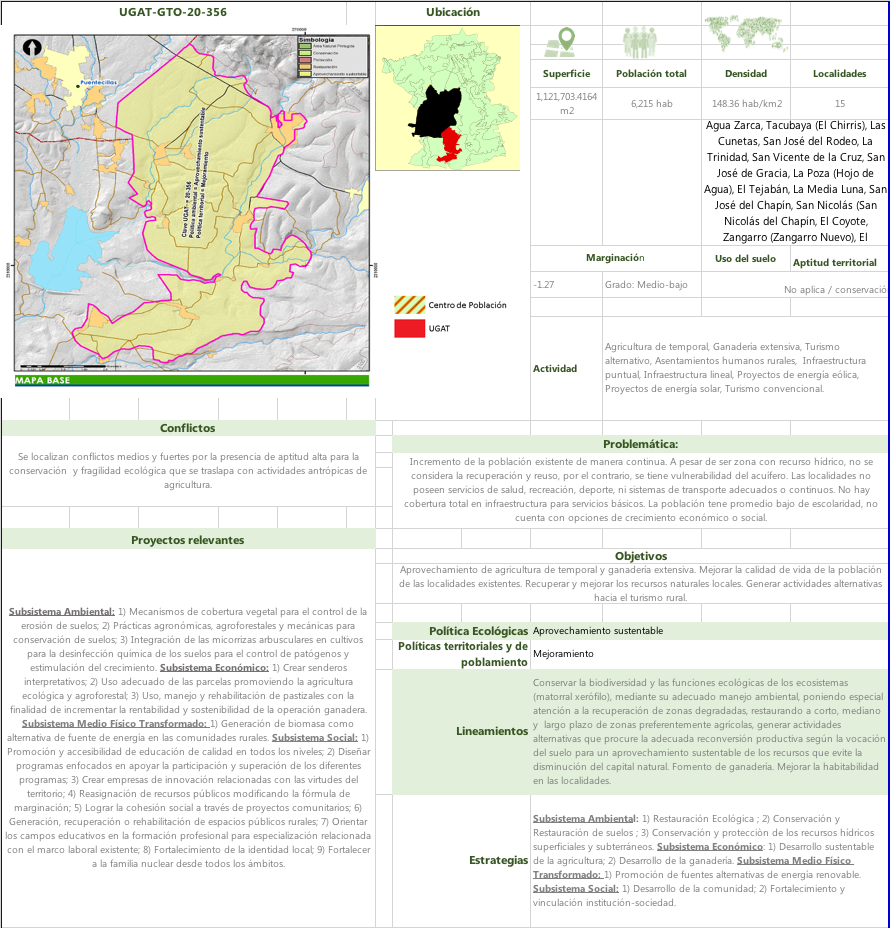 UGAT-GTO-20-356
Ubicación
Simbología
Área Natural Protegida
Conservación
Protección
Restauración
Aprovechamiento sustentable
Fuentecillas
Clave UGAT = 20-356
Política ambiental = Aprovechamiento sustentable
Política territorial = Mejoramiento
MAPA BASE
Centro de Población
UGAT
Superficie
Población total
Densidad
Localidades
1,121,703.4164
m2
6,215 hab
148.36 hab/km2
15
Agua Zarca, Tacubaya (El Chirris), Las
Cunetas, San José del Rodeo, La
Trinidad, San Vicente de la Cruz, San
José de Gracia, La Poza (Hojo de
Agua), El Tejabán, La Media Luna, San
José del Chapín, San Nicolás (San
Nicolás del Chapín, El Coyote,
Zangarro (Zangarro Nuevo), El
Marginación
Uso del suelo
Aptitud territorial
-1.27
Grado: Medio-bajo
No aplica / conservació
Actividad
Agricultura de temporal, Ganadería extensiva, Turismo
alternativo, Asentamientos humanos rurales, Infraestructura
puntual, Infraestructura lineal, Proyectos de energía eólica,
Proyectos de energía solar, Turismo convencional.
Conflictos
Se localizan conflictos medios y fuertes por la presencia de aptitud alta para la
conservación y fragilidad ecológica que se traslapa con actividades antrópicas de
agricultura.
Problemática:
Incremento de la población existente de manera continua. A pesar de ser zona con recurso hídrico, no se
considera la recuperación y reuso, por el contrario, se tiene vulnerabilidad del acuífero. Las localidades no
poseen servicios de salud, recreación, deporte, ni sistemas de transporte adecuados o continuos. No hay
cobertura total en infraestructura para servicios básicos. La población tiene promedio bajo de escolaridad, no
cuenta con opciones de crecimiento económico o social.
Proyectos relevantes
Subsistema Ambiental: 1) Mecanismos de cobertura vegetal para el control de la
erosión de suelos; 2) Prácticas agronómicas, agroforestales y mecánicas para
conservación de suelos; 3) Integración de las micorrizas arbusculares en cultivos
para la desinfección química de los suelos para el control de patógenos y
estimulación del crecimiento. Subsistema Económico: 1) Crear senderos
interpretativos; 2) Uso adecuado de las parcelas promoviendo la agricultura
ecológica y agroforestal; 3) Uso, manejo y rehabilitación de pastizales con la
finalidad de incrementar la rentabilidad y sostenibilidad de la operación ganadera.
Subsistema Medio Físico Transformado: 1) Generación de biomasa como
alternativa de fuente de energía en las comunidades rurales. Subsistema Social: 1)
Promoción y accesibilidad de educación de calidad en todos los niveles; 2) Diseñar
programas enfocados en apoyar la participación y superación de los diferentes
programas; 3) Crear empresas de innovación relacionadas con las virtudes del
territorio; 4) Reasignación de recursos públicos modificando la fórmula de
marginación; 5) Lograr la cohesión social a través de proyectos comunitarios; 6)
Generación, recuperación o rehabilitación de espacios públicos rurales; 7) Orientar
los campos educativos en la formación profesional para especialización relacionada
con el marco laboral existente; 8) Fortalecimiento de la identidad local; 9) Fortalecer
a la familia nuclear desde todos los ámbitos.
Objetivos
Aprovechamiento de agricultura de temporal y ganadería extensiva. Mejorar la calidad de vida de la población
de las localidades existentes. Recuperar y mejorar los recursos naturales locales. Generar actividades alternativas
hacia el turismo rural.
Política Ecológicas
Aprovechamiento sustentable
Políticas territoriales y de
poblamiento
Mejoramiento
Lineamientos
Conservar la biodiversidad y las funciones ecológicas de los ecosistemas
(matorral xerófilo), mediante su adecuado manejo ambiental, poniendo especial
atención a la recuperación de zonas degradadas, restaurando a corto, mediano
y largo plazo de zonas preferentemente agrícolas, generar actividades
alternativas que procure la adecuada reconversión productiva según la vocación
del suelo para un aprovechamiento sustentable de los recursos que evite la
disminución del capital natural. Fomento de ganadería. Mejorar la habitabilidad
en las localidades.
Estrategias
Subsistema Ambiental: 1) Restauración Ecológica ; 2) Conservación y
Restauración de suelos ; 3) Conservación y protección de los recursos hídricos
superficiales y subterráneos. Subsistema Económico: 1) Desarrollo sustentable
de la agricultura; 2) Desarrollo de la ganadería. Subsistema Medio Físico
Transformado: 1) Promoción de fuentes alternativas de energía renovable.
Subsistema Social: 1) Desarrollo de la comunidad; 2) Fortalecimiento y
vinculación institución-sociedad.